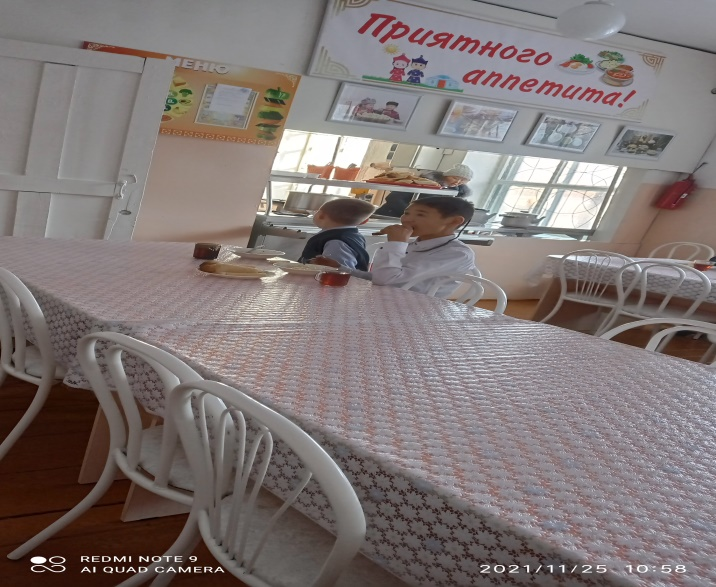 Приятного
аппетита!
МЕНЮ
REDMI NOTE 9
AI QUAD CAMERA
2021/11/25 10:58